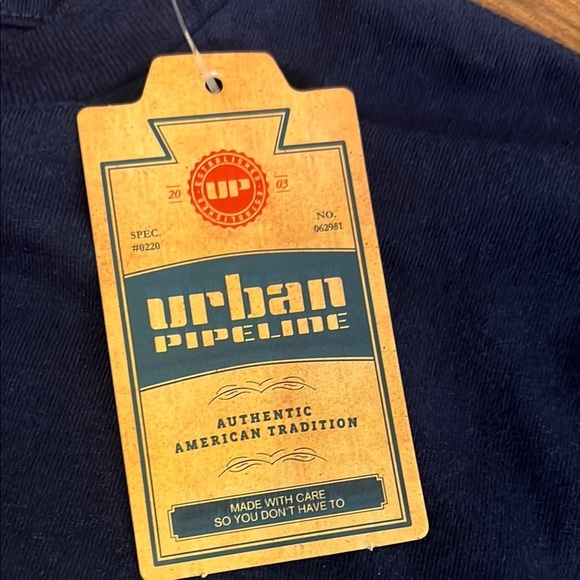 ESTABLISHED
UP
20 03
SPEC. NO.
#0220 062951
urban
PIPELINE
AUTHENTIC
AMERICAN TRADITION
MADE WITH CARE
SO YOU DON'T HAVE TO